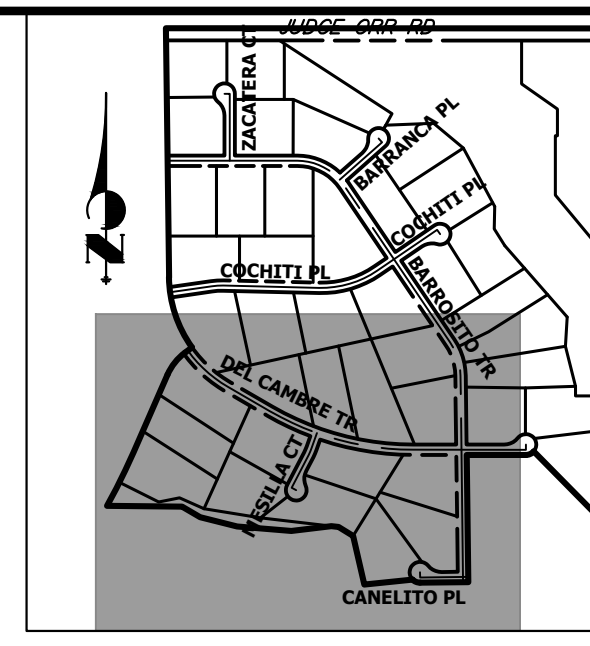 JUDGE ORR RD
ZACATERA CT
BARRANCA PL
COCHITI PL
COCHITI PL
BARROSITO TR
DEL CAMBRE TR
MESILLA CT
CANELITO PL
N